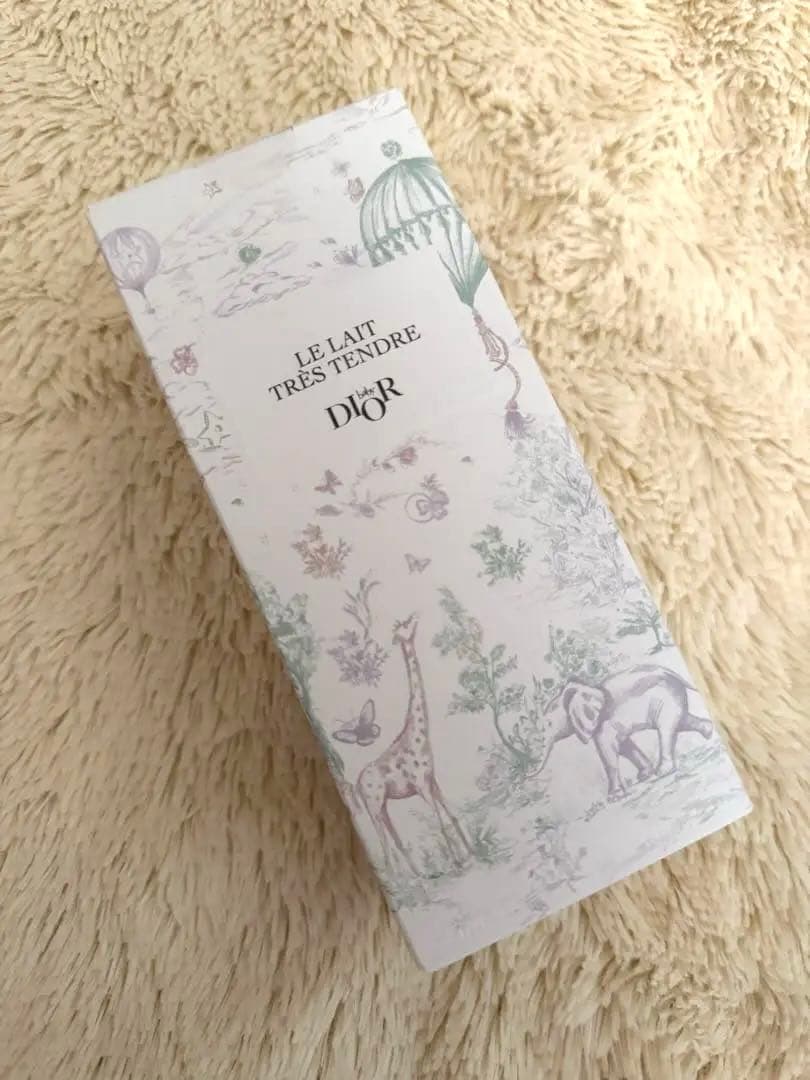 LE LAIT
TRÈS TENDRE
baby
DIOR